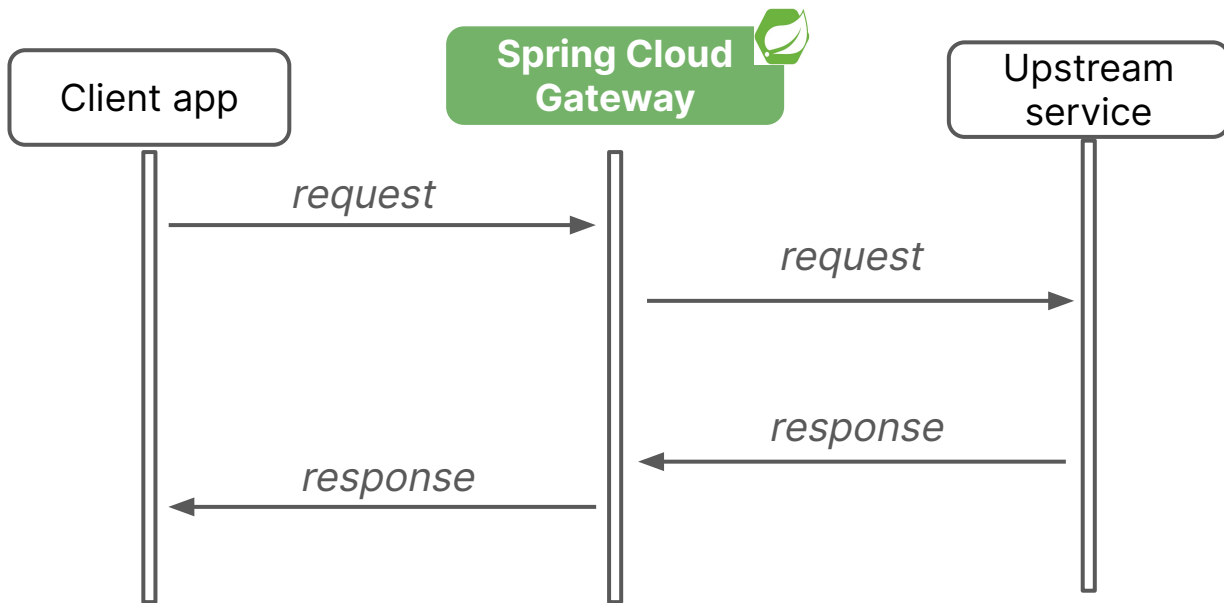 Client app
Spring Cloud
Gateway
Upstream
service
request
request
response
response